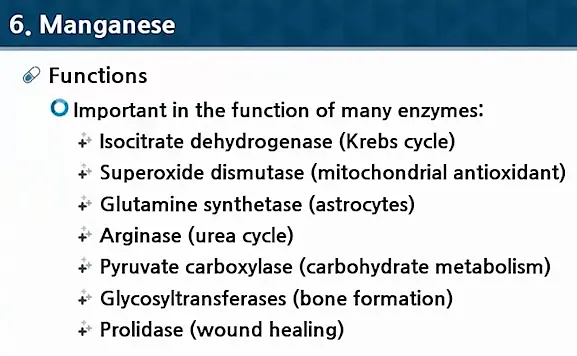 6. Manganese
Functions
Important in the function of many enzymes:
Isocitrate dehydrogenase (Krebs cycle)
Superoxide dismutase (mitochondrial antioxidant)
Glutamine synthetase (astrocytes)
Arginase (urea cycle)
Pyruvate carboxylase (carbohydrate metabolism)
Glycosyltransferases (bone formation)
Prolidase (wound healing)